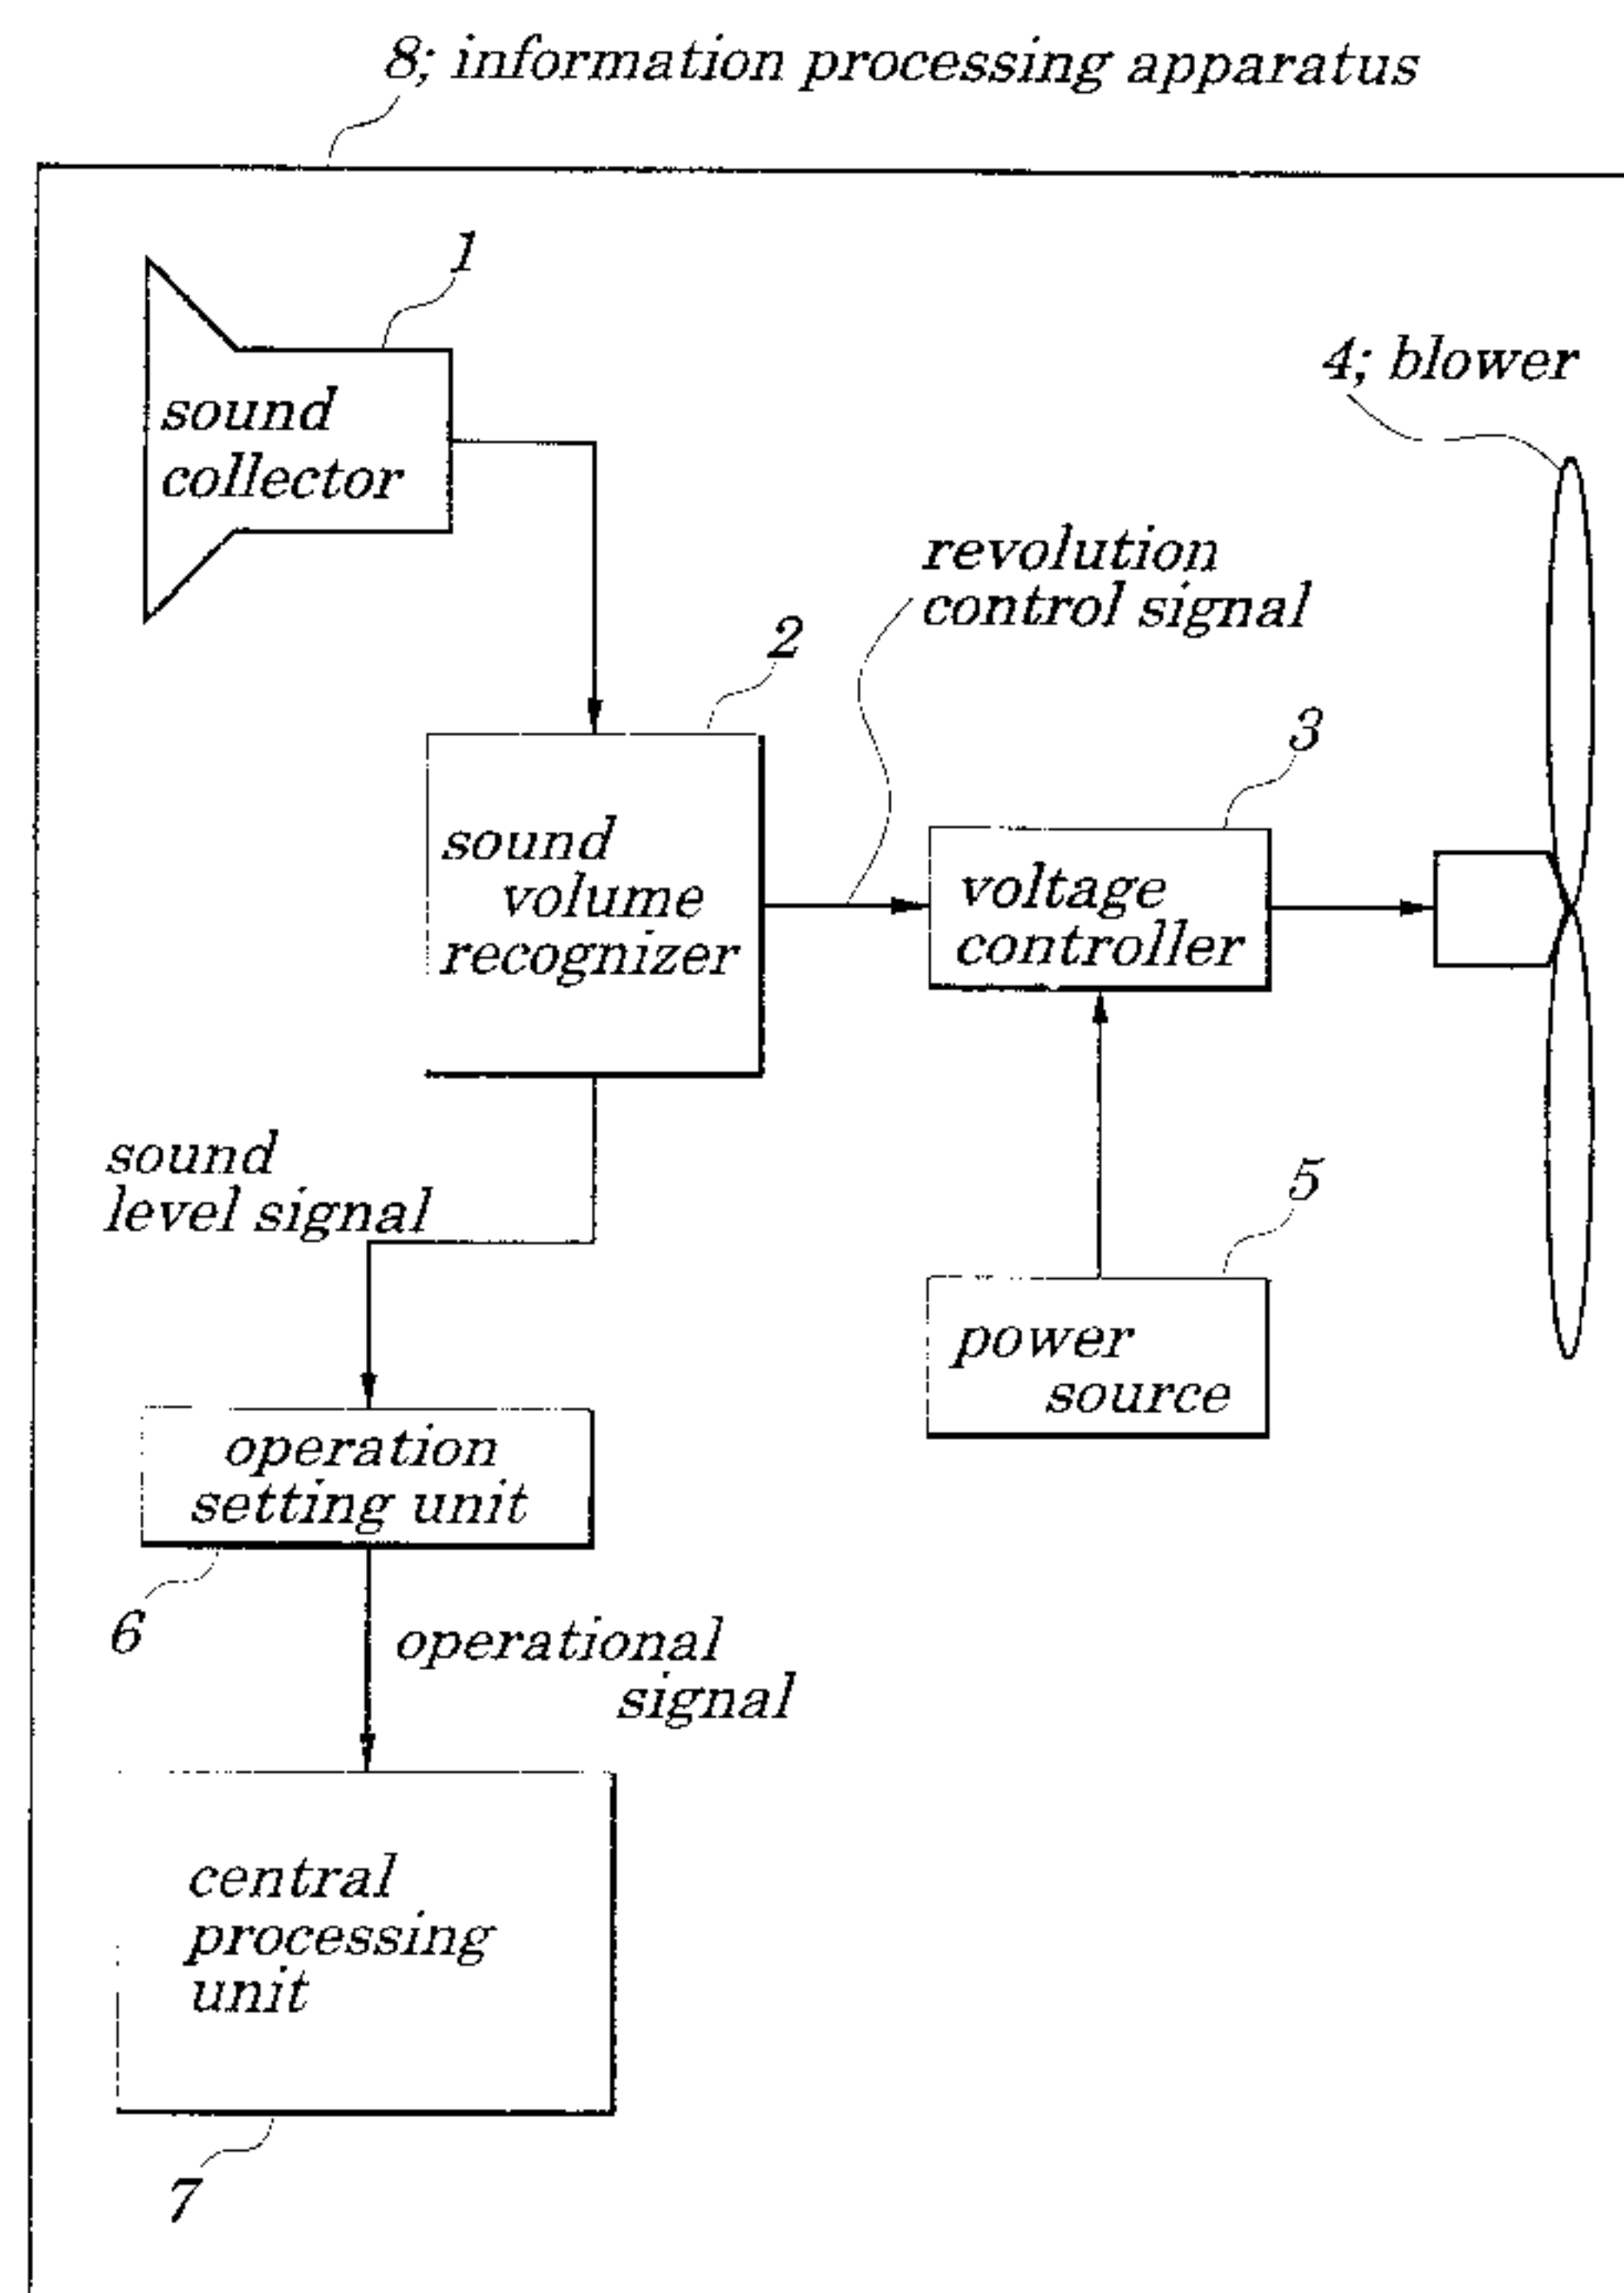 8; information processing apparatus
1
sound
collector
4; blower
revolution
control signal
2
3
sound
volume
recognizer
voltage
controller
sound
level signal
5
power
source
operation
setting unit
6
operational
signal
central
processing
unit
7